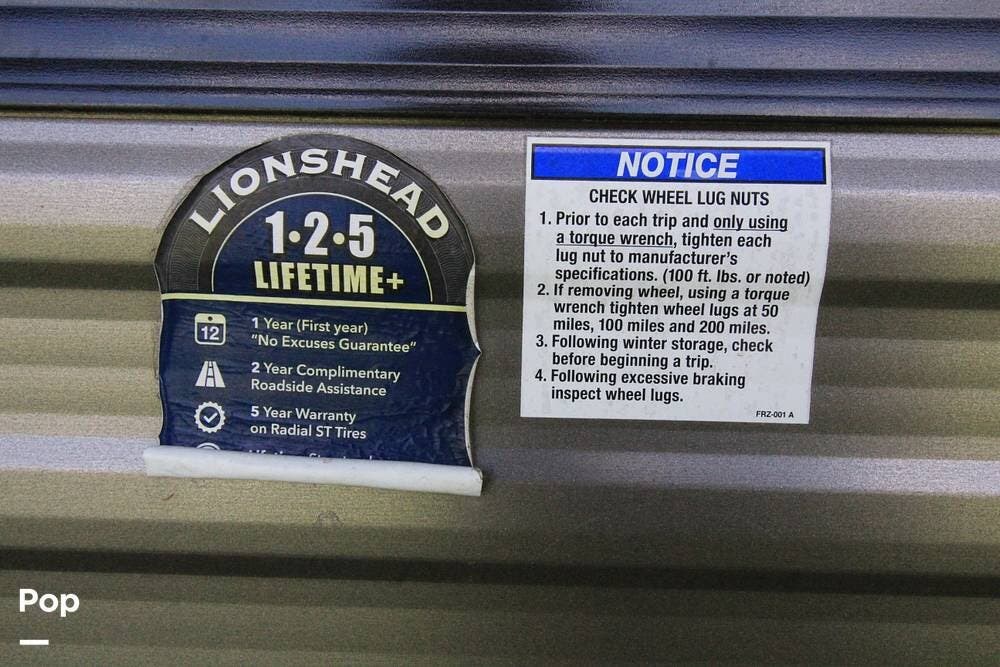 LIONSHEAD
1•2•5
LIFETIME+
12
1 Year (First year)
"No Excuses Guarantee"
2 Year Complimentary
Roadside Assistance
5 Year Warranty
on Radial ST Tires
NOTICE
CHECK WHEEL LUG NUTS
1. Prior to each trip and only using
a torque wrench, tighten each
lug nut to manufacturer's
specifications. (100 ft. lbs. or noted)
2. If removing wheel, using a torque
wrench tighten wheel lugs at 50
miles, 100 miles and 200 miles.
3. Following winter storage, check
before beginning a trip.
4. Following excessive braking
inspect wheel lugs.
FRZ-001 A
Pop